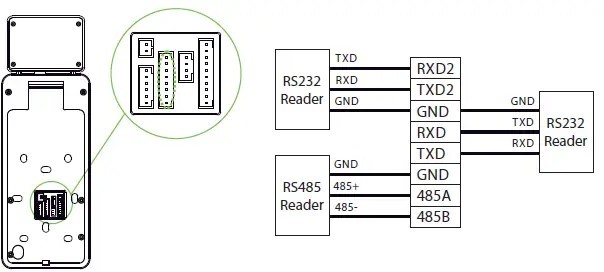 TXD
RXD
GND
RS232
Reader
RXD2
TXD2
GND
RXD
TXD
GND
485A
485B
GND
TXD
RXD
RS232
Reader
GND
485+
485-
RS485
Reader